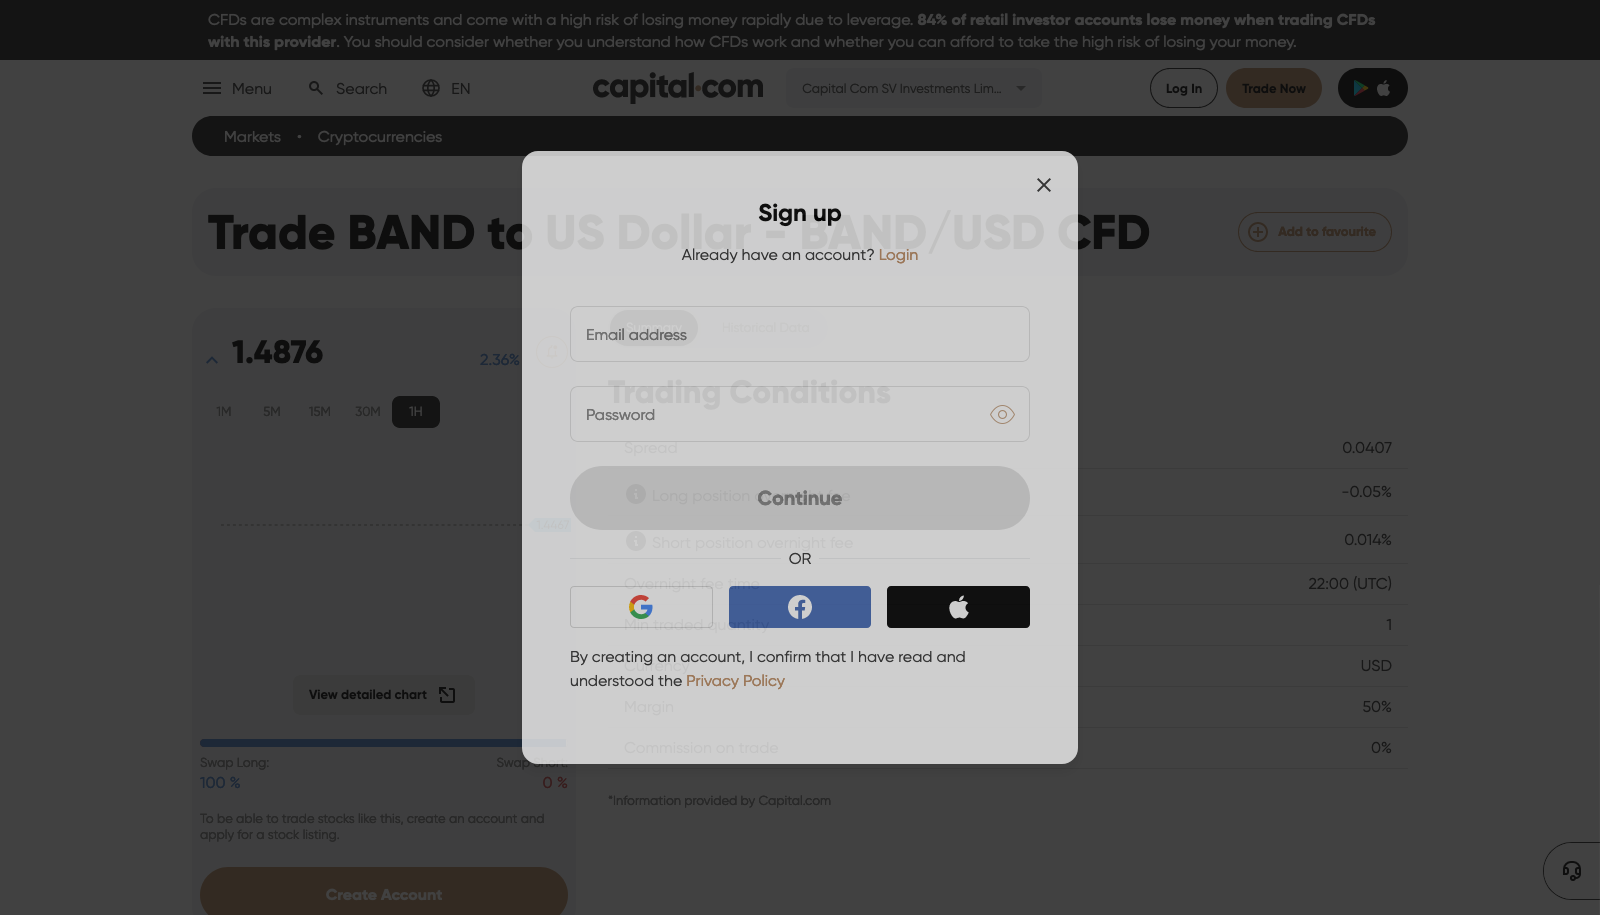 CFDs are complex instruments and come with a high risk of losing money rapidly due to leverage. 84% of retail investor accounts lose money when trading CFDs
with this provider. You should consider whether you understand how CFDs work and whether you can afford to take the high risk of losing your money.
Menu
Search
EN
capital.com
Capital Com SV Investments Lim...
Log In
Trade Now
Markets • Cryptocurrencies
Trade BAND to US Dollar - BAND/USD CFD
Add to favourite
1.4876
2.36%
1M
5M
15M
30M
1H
View detailed chart
Swap Long:
100 %
Swap Short:
0 %
To be able to trade stocks like this, create an account and
apply for a stock listing.
Create Account
Sign up
Already have an account? Login
Email address
Password
Continue
OR
By creating an account, I confirm that I have read and
understood the Privacy Policy
Historical Data
Trading Conditions
Spread 0.0407
Long position -0.05%
Short position overnight fee 0.014%
Overnight fee time 22:00 (UTC)
Min traded quantity 1
Currency USD
Margin 50%
Commission on trade 0%
*Information provided by Capital.com